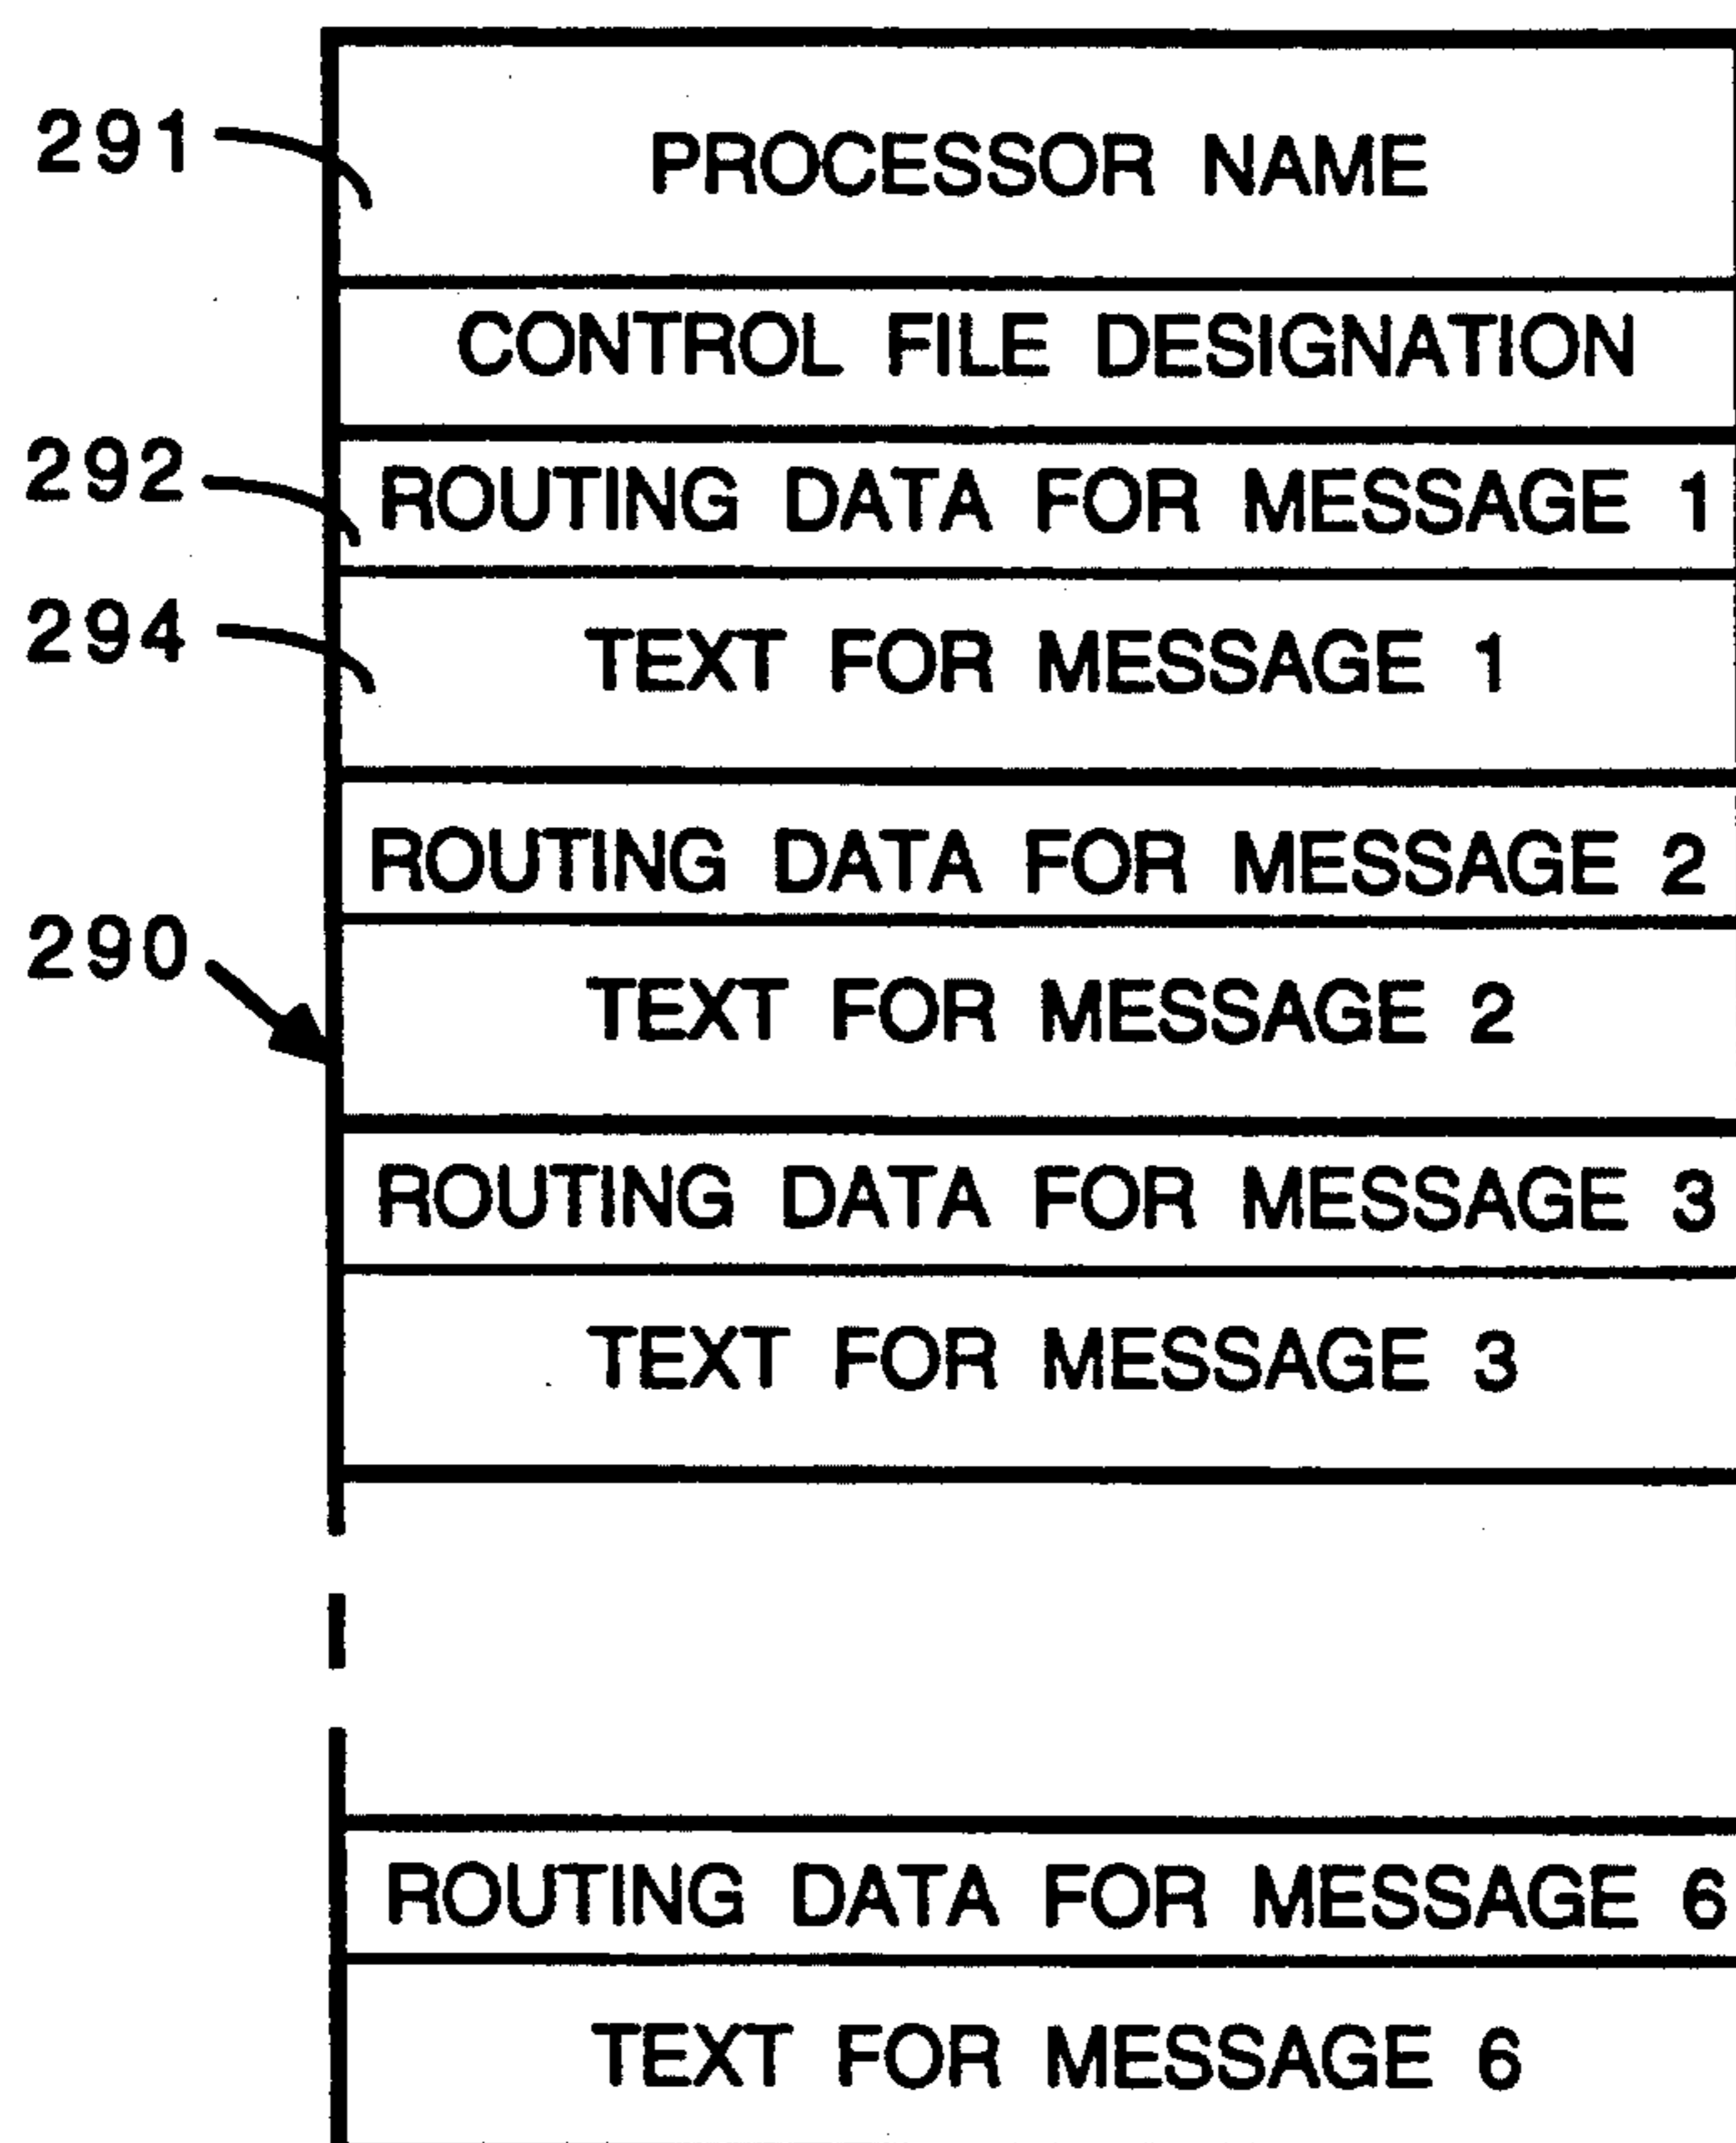 291
PROCESSOR NAME
CONTROL FILE DESIGNATION
292
ROUTING DATA FOR MESSAGE 1
294
TEXT FOR MESSAGE 1
ROUTING DATA FOR MESSAGE 2
290
TEXT FOR MESSAGE 2
ROUTING DATA FOR MESSAGE 3
TEXT FOR MESSAGE 3
ROUTING DATA FOR MESSAGE 6
TEXT FOR MESSAGE 6